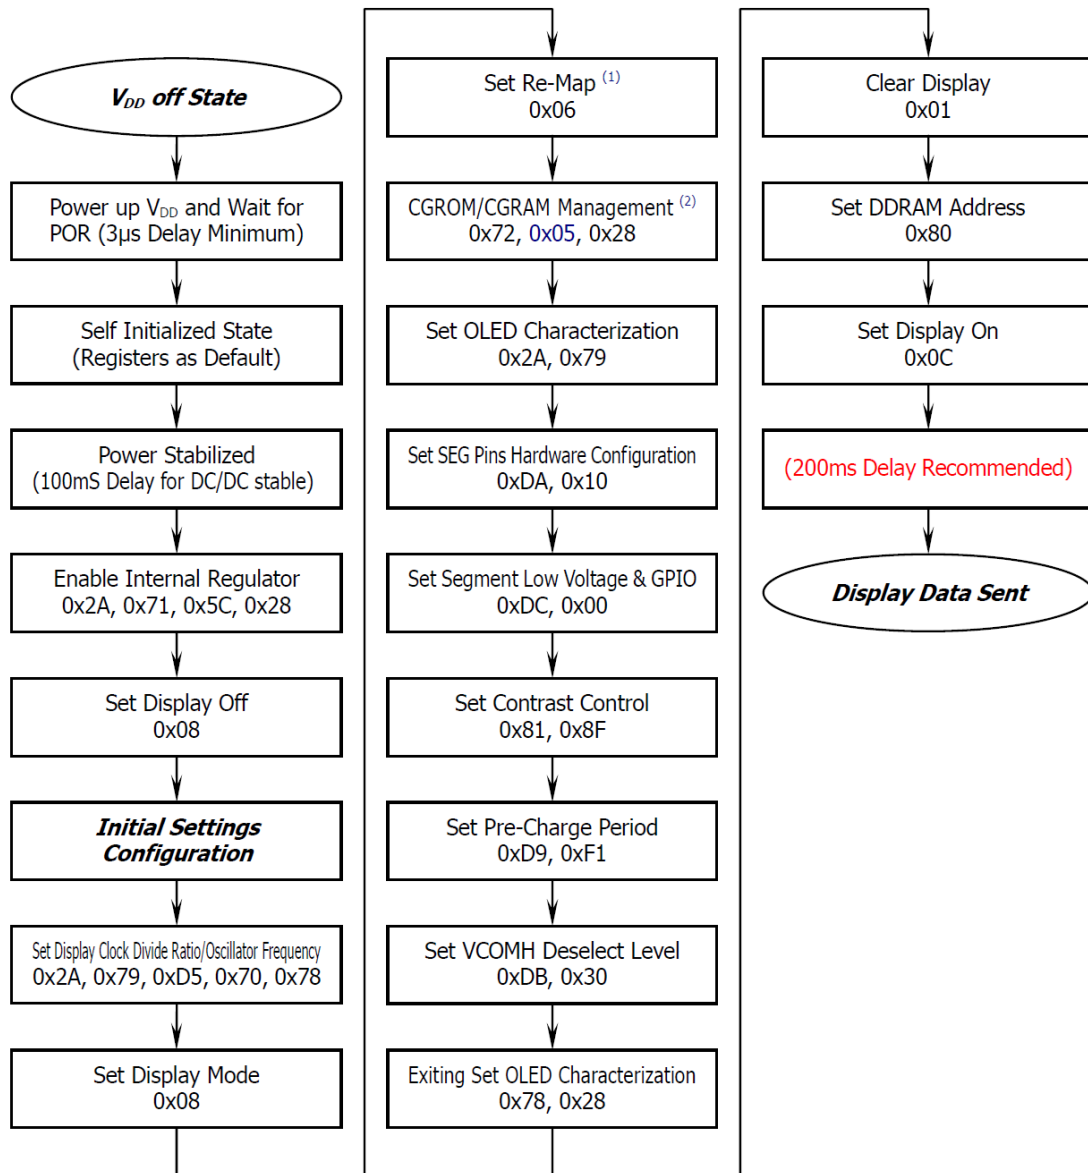 V_DD off State
Power up V_DD and Wait for
POR (3µs Delay Minimum)
Self Initialized State
(Registers as Default)
Power Stabilized
(100mS Delay for DC/DC stable)
Enable Internal Regulator
0x2A, 0x71, 0x5C, 0x28
Set Display Off
0x08
Initial Settings
Configuration
Set Display Clock Divide Ratio/Oscillator Frequency
0x2A, 0x79, 0xD5, 0x70, 0x78
Set Display Mode
0x08
Set Re-Map (1)
0x06
CGROM/CGRAM Management (2)
0x72, 0x05, 0x28
Set OLED Characterization
0x2A, 0x79
Set SEG Pins Hardware Configuration
0xDA, 0x10
Set Segment Low Voltage & GPIO
0xDC, 0x00
Set Contrast Control
0x81, 0x8F
Set Pre-Charge Period
0xD9, 0xF1
Set VCOMH Deselect Level
0xDB, 0x30
Exiting Set OLED Characterization
0x78, 0x28
Clear Display
0x01
Set DDRAM Address
0x80
Set Display On
0x0C
(200ms Delay Recommended)
Display Data Sent